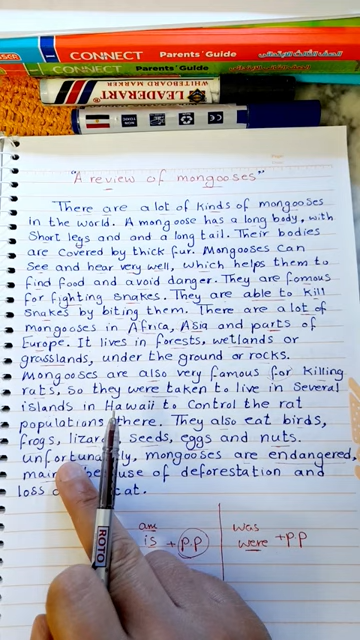 CONNECT Parents' Guide
CONNECT Parents' Guide
LEADERART
WHITEBOARD MARKER
"A review of mongooses"
There are a lot of kinds of mongooses
in the world. A mongoose has a long body, with
short legs and and a long tail. Their bodies
are covered by thick fur. Mongooses can
see and hear very well, which helps them to
find food and avoid danger. They are famous
for fighting snakes. They are able to kill
snakes by biting them. There are a lot of
mongooses in Africa, Asia and parts of
Europe. It lives in forests, wetlands or
grasslands, under the ground or rocks.
Mongooses are also very famous for killing
rats, so they were taken to live in several
islands in Hawaii to control the rat
populations there. They also eat birds,
frogs, lizards, seeds, eggs and nuts.
unfortunately, mongooses are endangered,
of deforestation and
loss
am
is + p.p
was
were + pp
ROTO